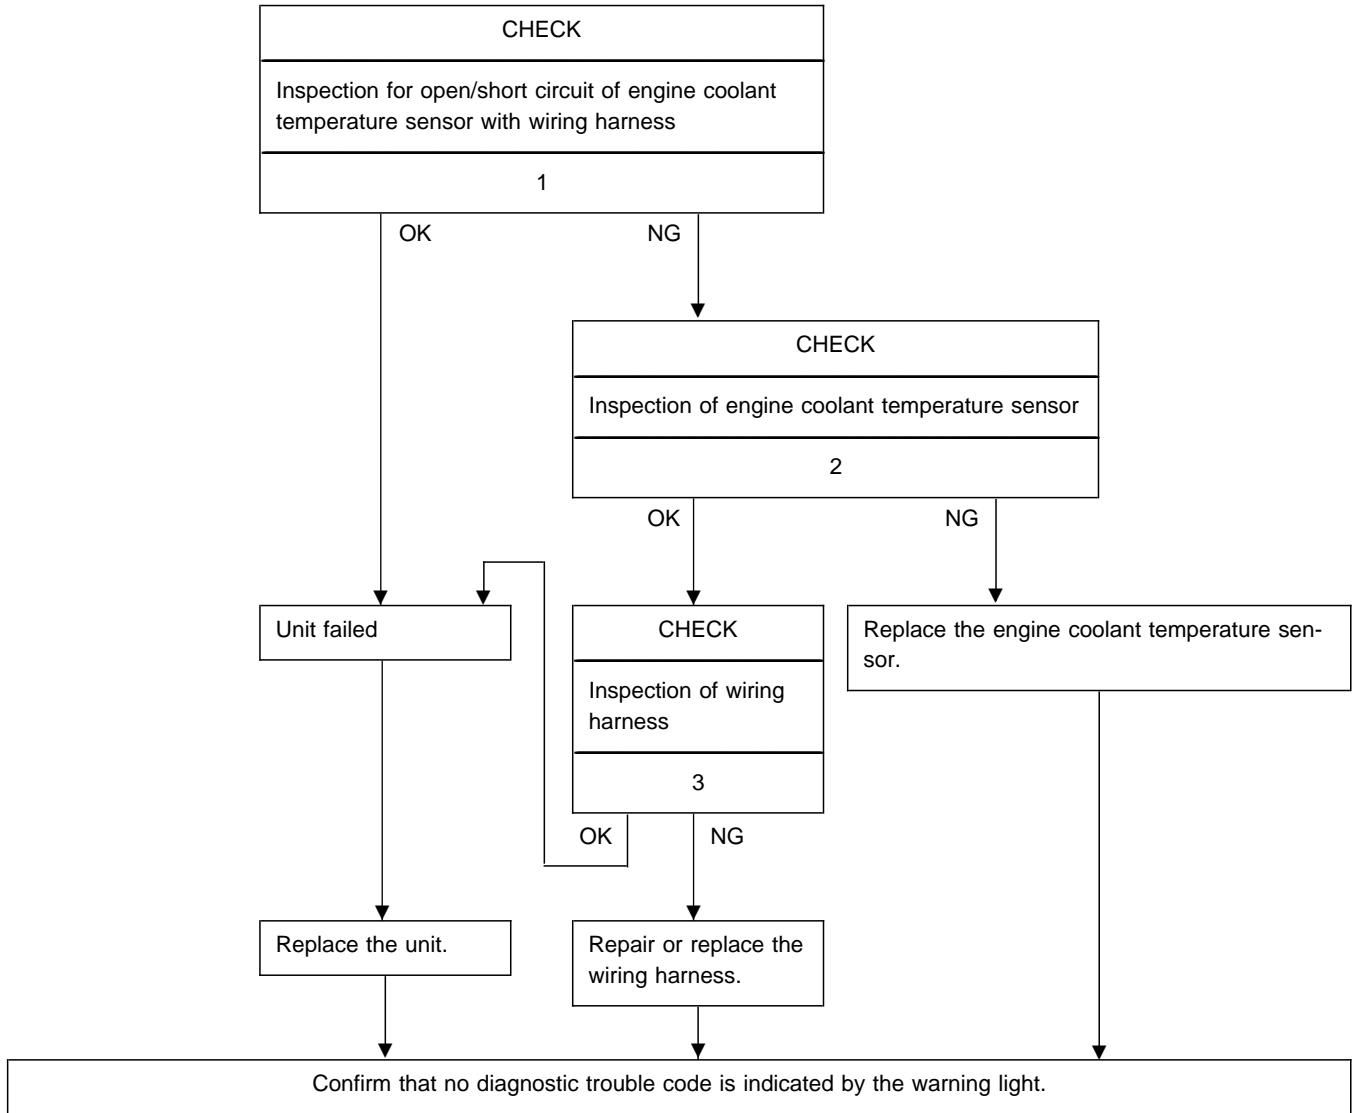 CHECK
Inspection for open/short circuit of engine coolant
temperature sensor with wiring harness
1
OK
NG
CHECK
Inspection of engine coolant temperature sensor
2
OK
NG
Unit failed
CHECK
Inspection of wiring
harness
3
Replace the engine coolant temperature sen-
sor.
OK
NG
Replace the unit.
Repair or replace the
wiring harness.
Confirm that no diagnostic trouble code is indicated by the warning light.